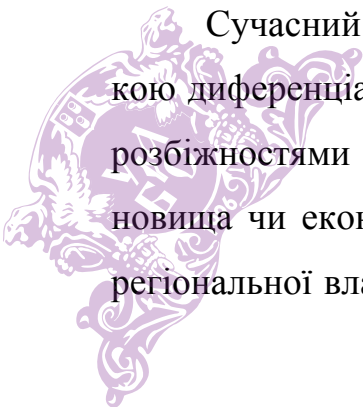 Сучасний
кою диференціа
розбіжностями
новища чи екон
регіональної вла